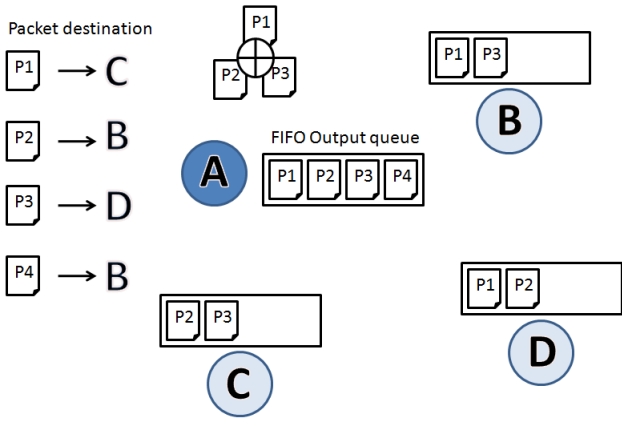 Packet destination
P1 C
P2 B
P3 D
P4 B
P1
P2 P3
P1 P3
B
A
FIFO Output queue
P1 P2 P3 P4
P2 P3
C
P1 P2
D